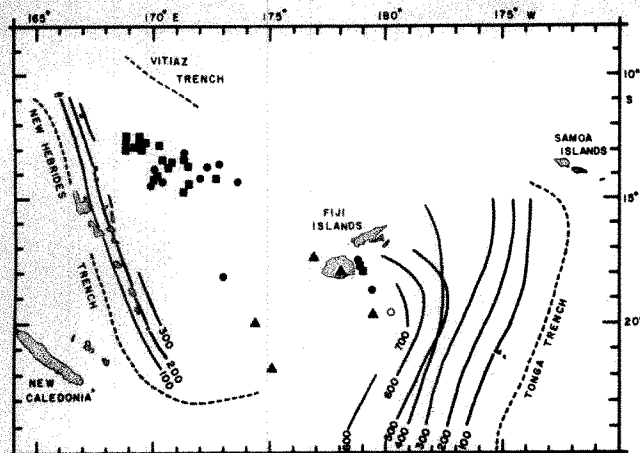 165°
170° E
175°
180°
175° W
10°
S
15°
20°
VITIAZ
TRENCH
NEW HEBRIDES
TRENCH
SAMOA
ISLANDS
FIJI
ISLANDS
300
200
100
NEW
CALEDONIA
700
600
600
500
400
300
200
100
TONGA TRENCH